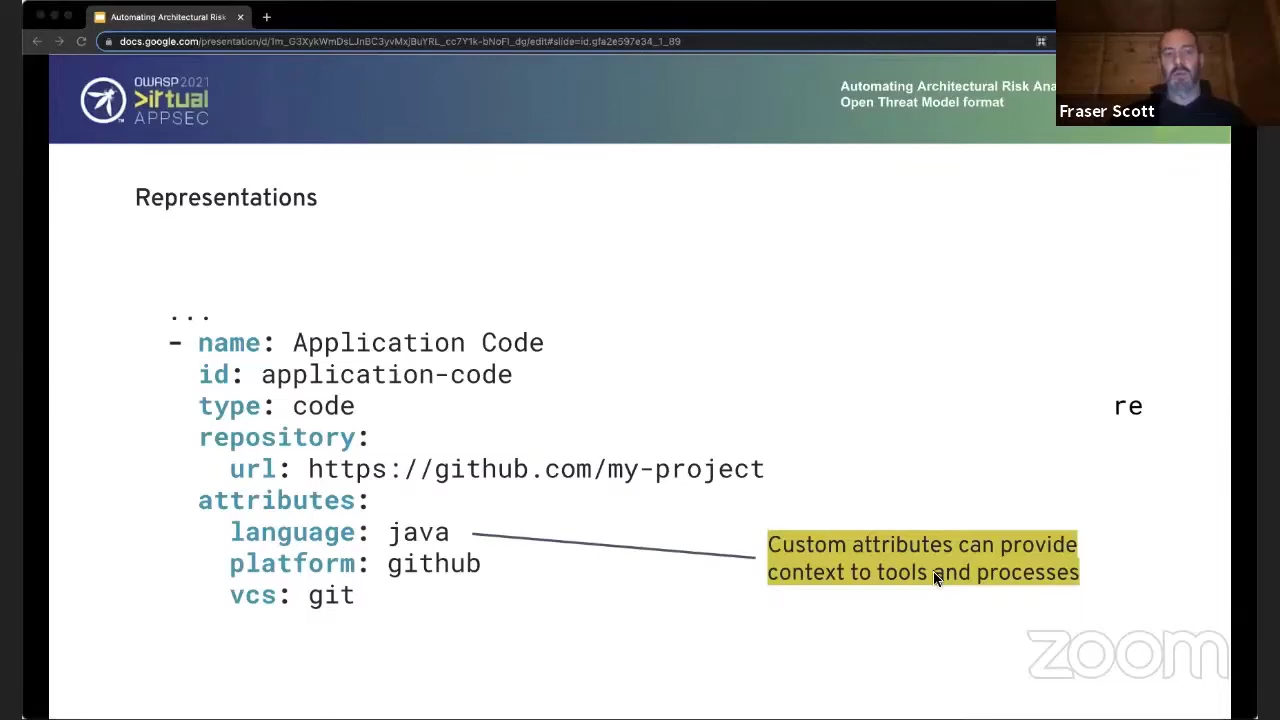 Automating Architectural Risk
docs.google.com/presentation/d/1m_G3XykWmDsLJnBC3yvMxjBuYRL_cc7Y1k-bNoFI_dg/edit#slide=id.gfa2e597e34_1_89
OWASP 2021
Virtual
APPSEC
Automating Architectural Risk Ana
Open Threat Model format
Fraser Scott
Representations
...
- name: Application Code
id: application-code
type: code
re
repository:
url: https://github.com/my-project
attributes:
language: java
platform: github
vcs: git
Custom attributes can provide
context to tools and processes
zoom